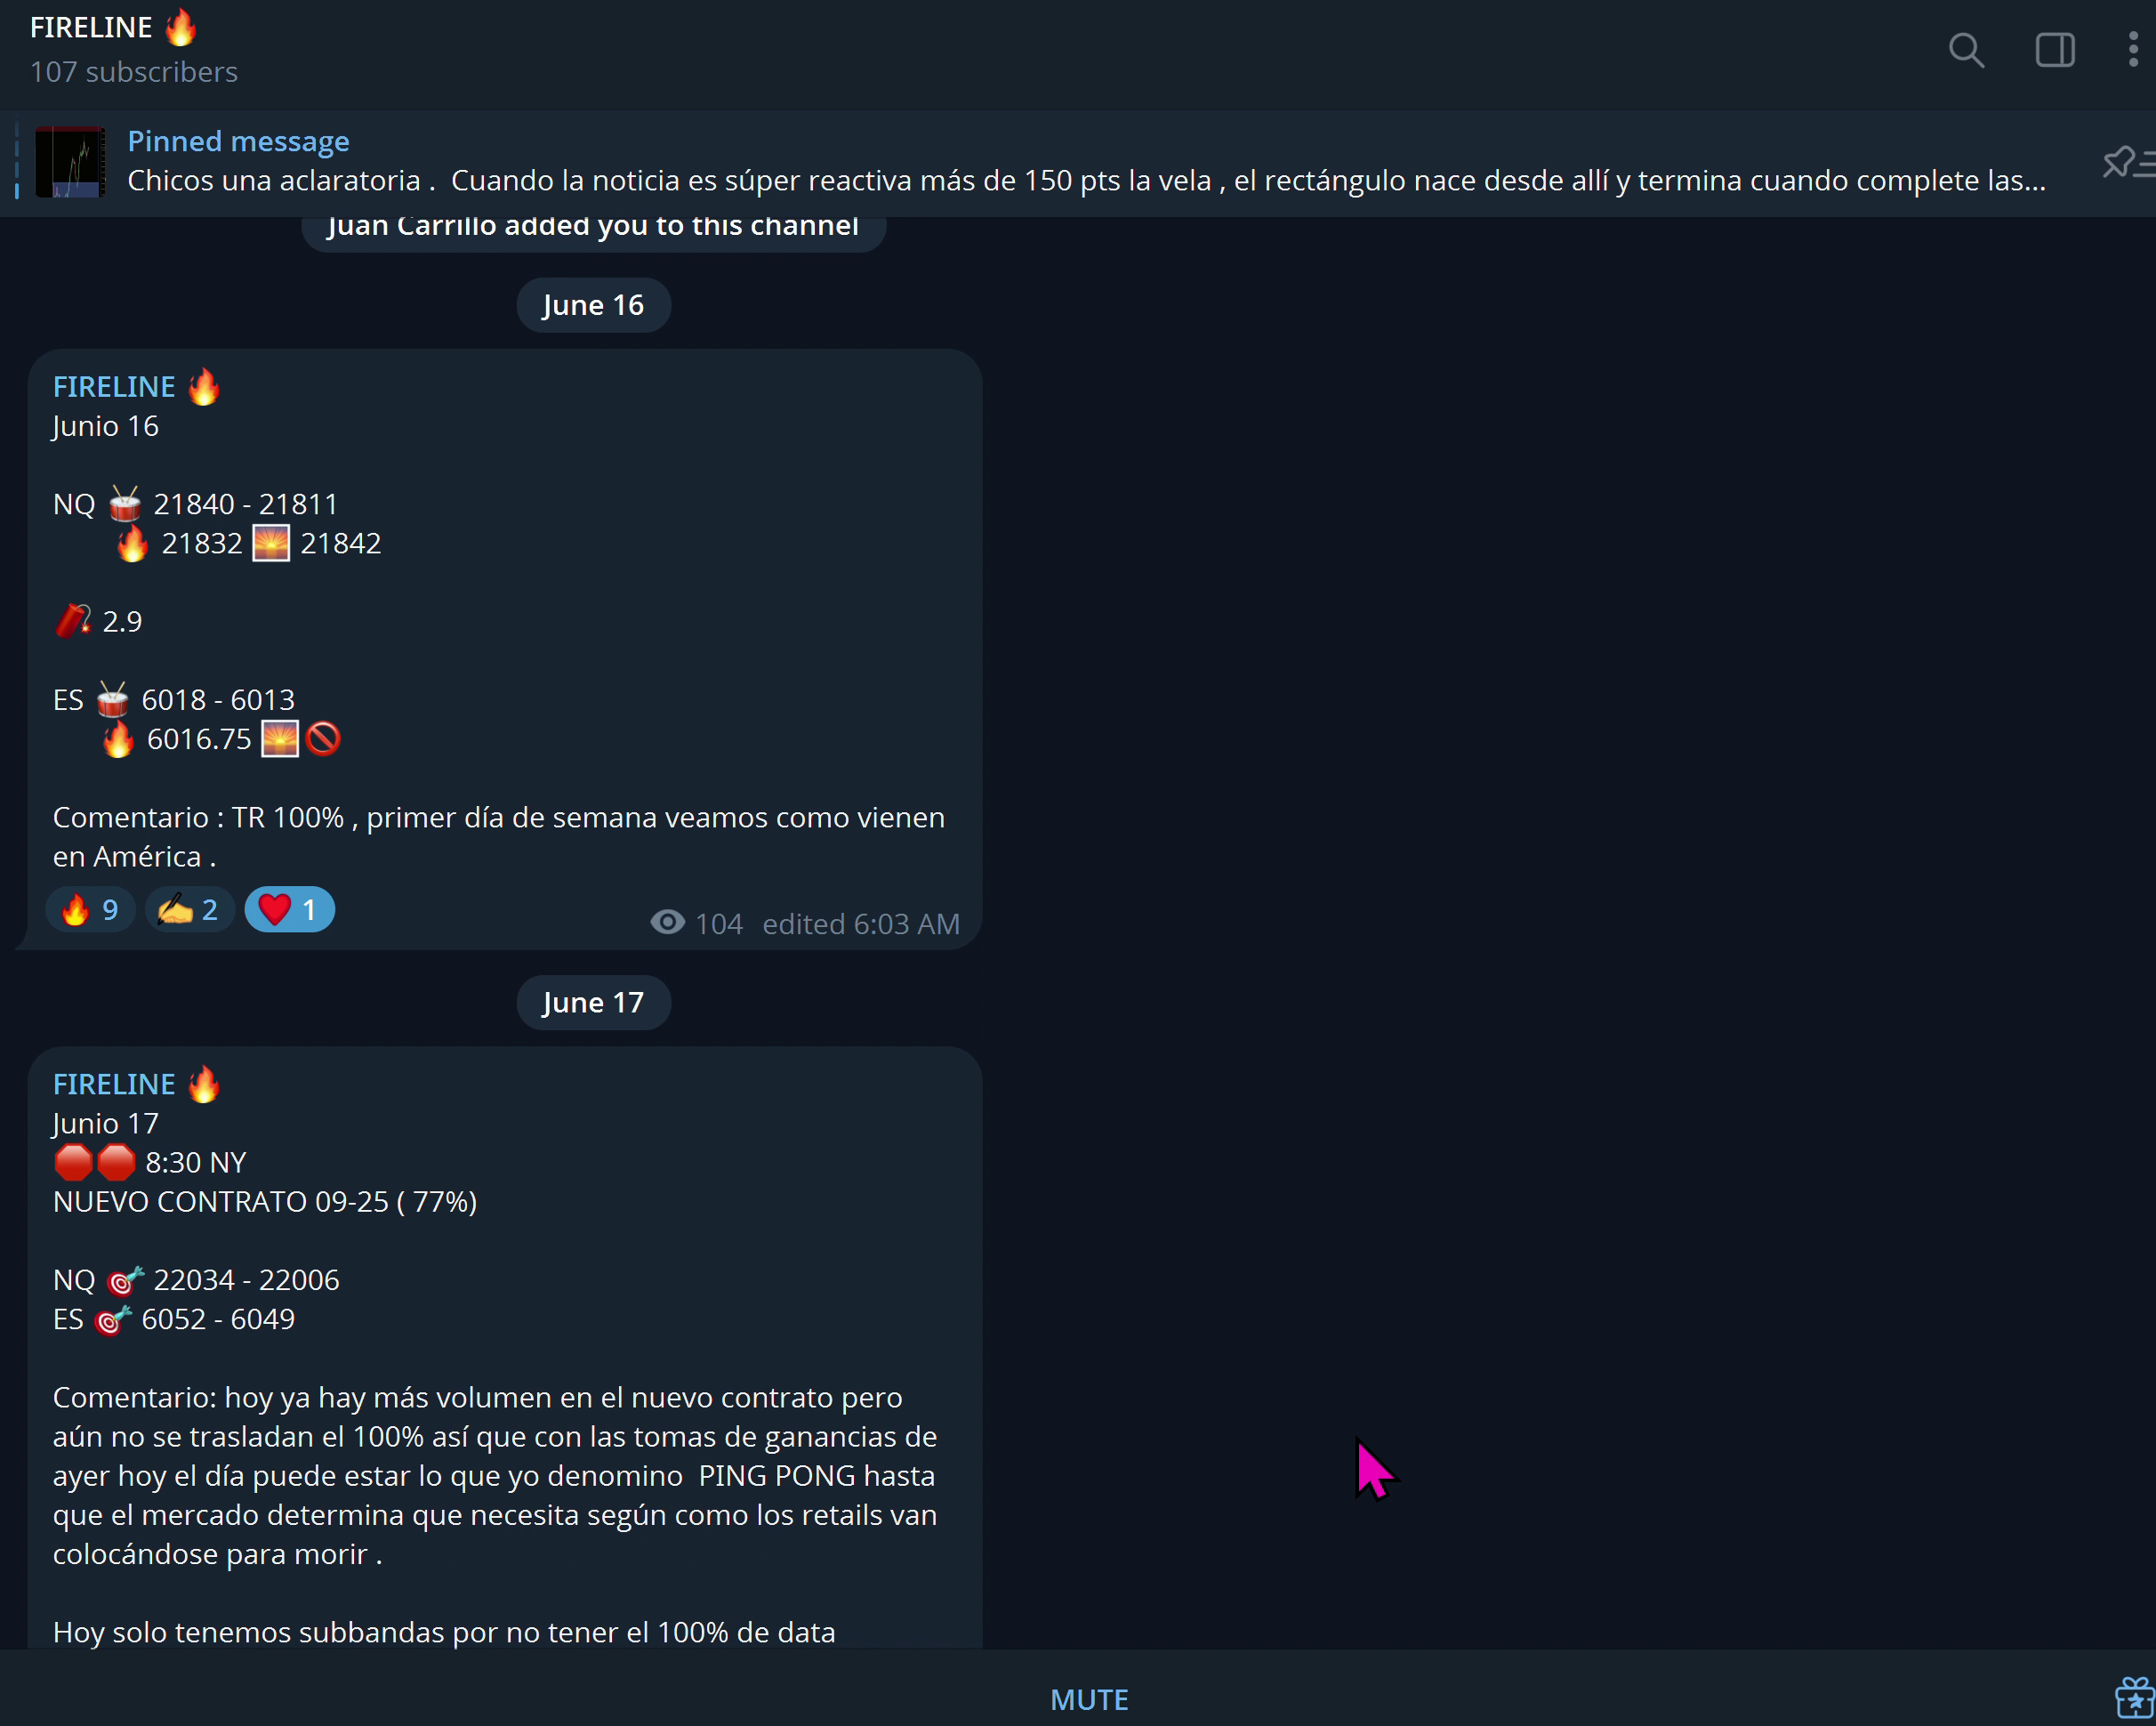 FIRELINE 🔥
107 subscribers
Pinned message
Chicos una aclaratoria .  Cuando la noticia es súper reactiva más de 150 pts la vela , el rectángulo nace desde allí y termina cuando complete las...
Juan Carrillo added you to this channel
June 16
FIRELINE 🔥
Junio 16
NQ 🥁 21840 - 21811
🔥 21832 🌅 21842
🧨 2.9
ES 🥁 6018 - 6013
🔥 6016.75 🌅🚫
Comentario : TR 100% , primer día de semana veamos como vienen
en América .
🔥 9 ✍️ 2 ❤️ 1 104 edited 6:03 AM
June 17
FIRELINE 🔥
Junio 17
🛑🛑 8:30 NY
NUEVO CONTRATO 09-25 ( 77%)
NQ 🎯 22034 - 22006
ES 🎯 6052 - 6049
Comentario: hoy ya hay más volumen en el nuevo contrato pero
aún no se trasladan el 100% así que con las tomas de ganancias de
ayer hoy el día puede estar lo que yo denomino  PING PONG hasta
que el mercado determina que necesita según como los retails van
colocándose para morir .
Hoy solo tenemos subbandas por no tener el 100% de data
MUTE